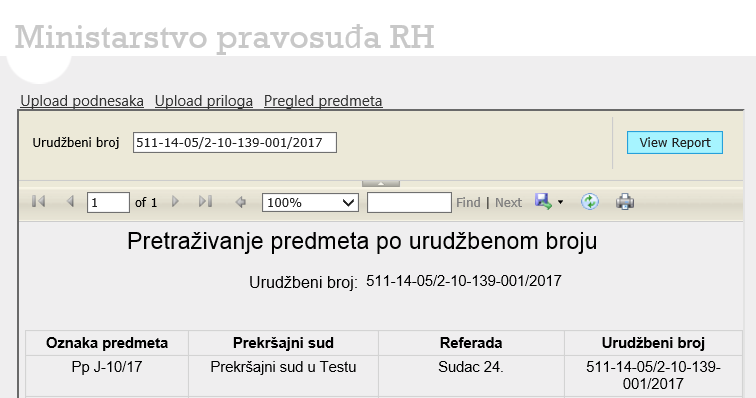 Ministarstvo pravosuđa RH
Upload podnesaka Upload priloga Pregled predmeta
Urudžbeni broj 511-14-05/2-10-139-001/2017 View Report
1 of 1 100% Find | Next
Pretraživanje predmeta po urudžbenom broju
Urudžbeni broj: 511-14-05/2-10-139-001/2017
Oznaka predmeta Prekršajni sud Referada Urudžbeni broj
Pp J-10/17 Prekršajni sud u Testu Sudac 24. 511-14-05/2-10-139-
001/2017